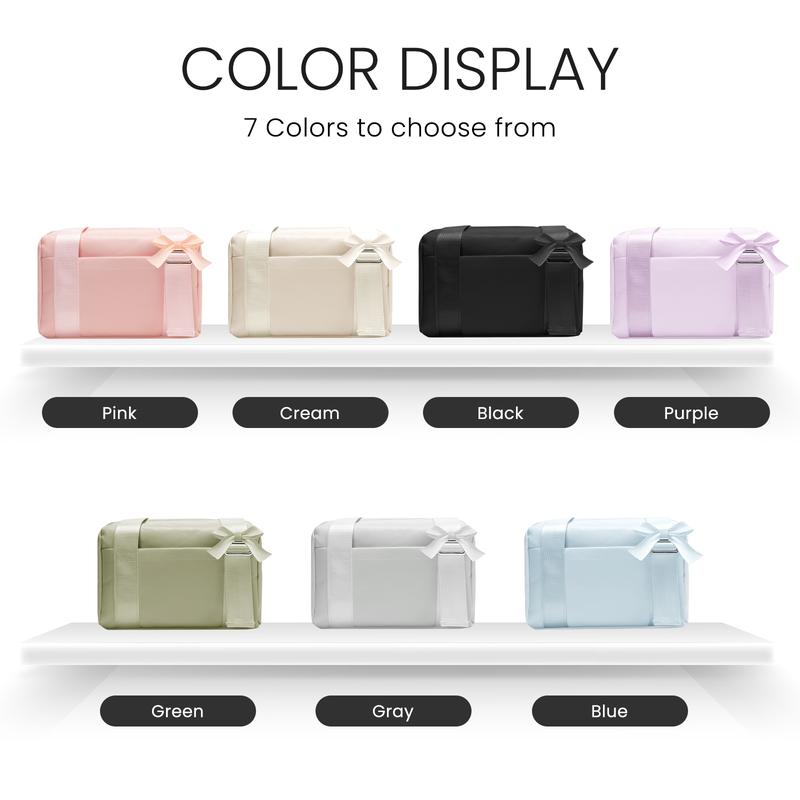 COLOR DISPLAY
7 Colors to choose from
Pink
Cream
Black
Purple
Green
Gray
Blue